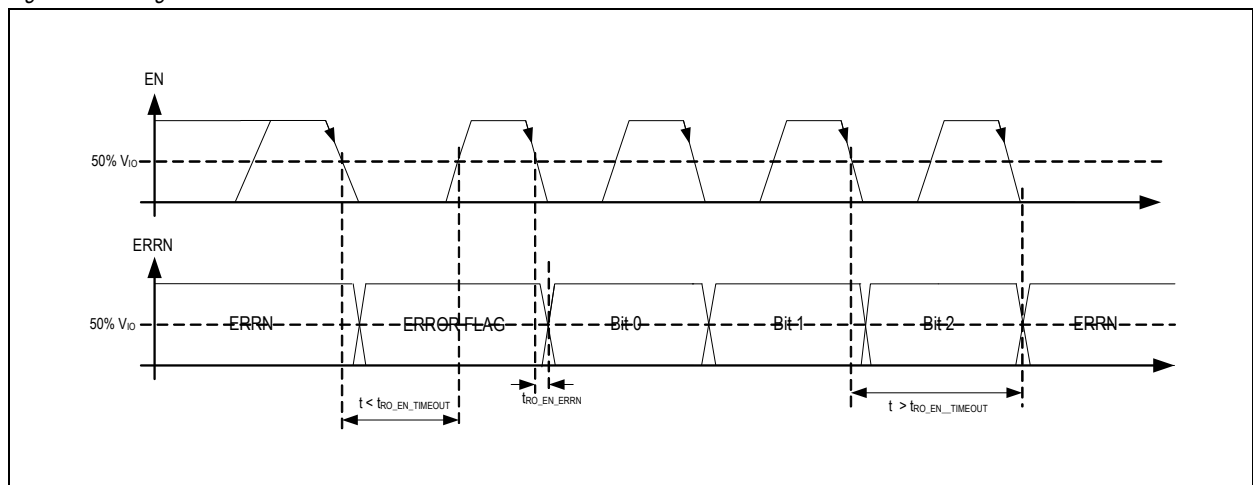 EN
50% VIO
ERRN
50% VIO
ERRN ERROR FLAG Bit 0 Bit 1 Bit 2 ERRN
t < tRO_EN_TIMEOUT
tRO_EN_ERRN
t > tRO_EN__TIMEOUT